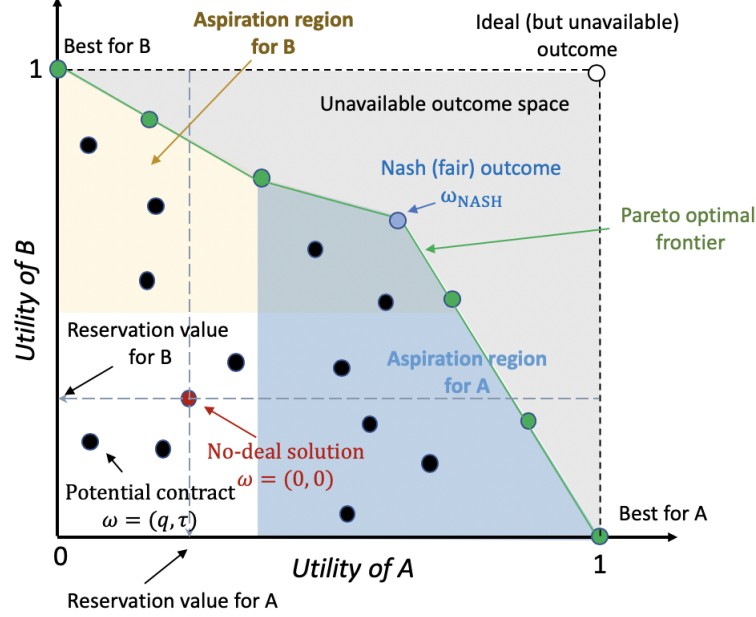 Aspiration region
for B
Ideal (but unavailable)
outcome
Best for B
1
Unavailable outcome space
Nash (fair) outcome
ω_NASH
Pareto optimal
frontier
Utility of B
Reservation value
for B
Aspiration region
for A
No-deal solution
ω = (0, 0)
Potential contract
ω = (q, τ)
Best for A
0
Utility of A
1
Reservation value for A